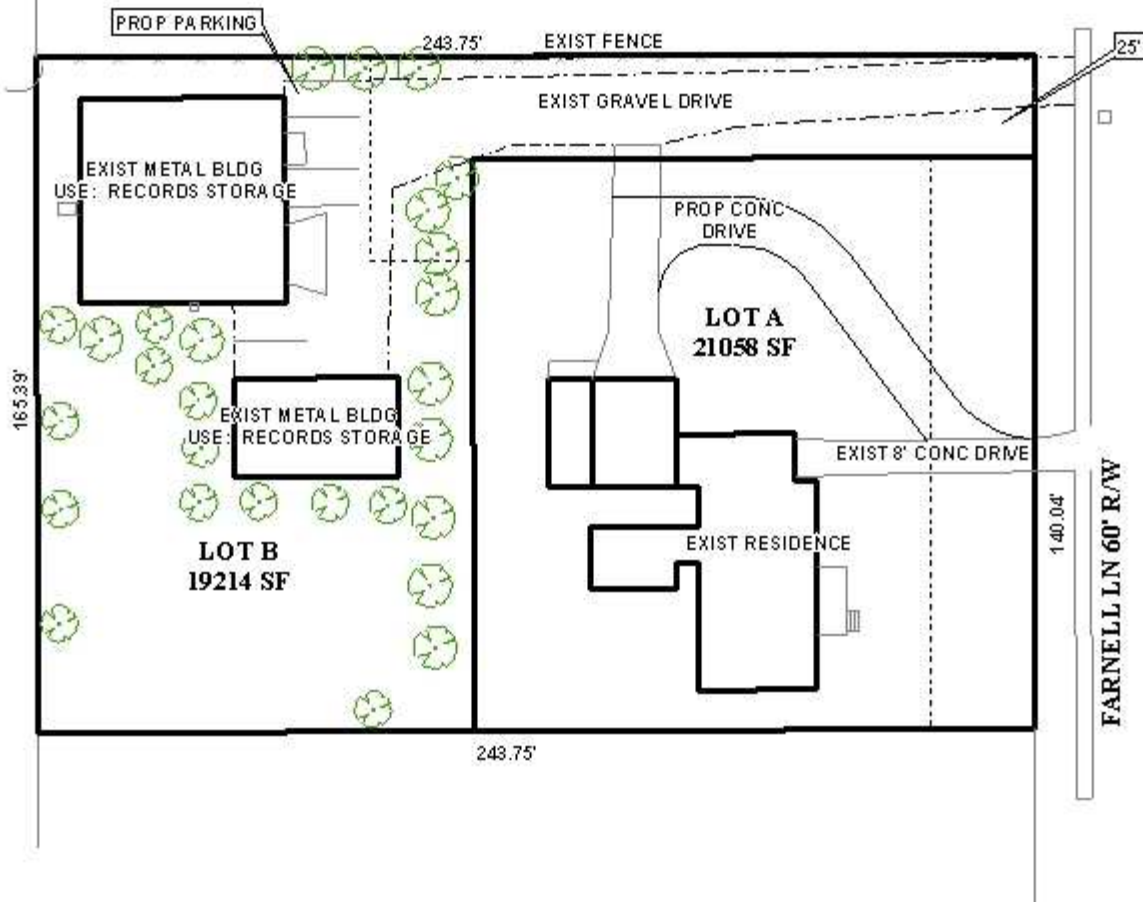 PROP PARKING
243.75'
EXIST FENCE
25'
EXIST GRAVEL DRIVE
EXIST METAL BLDG
USE: RECORDS STORAGE
PROP CONC
DRIVE
LOT A
21058 SF
165.39'
EXIST METAL BLDG
USE: RECORDS STORAGE
EXIST 8' CONC DRIVE
LOT B
19214 SF
EXIST RESIDENCE
140.04'
FARNELL LN 60' R/W
243.75'